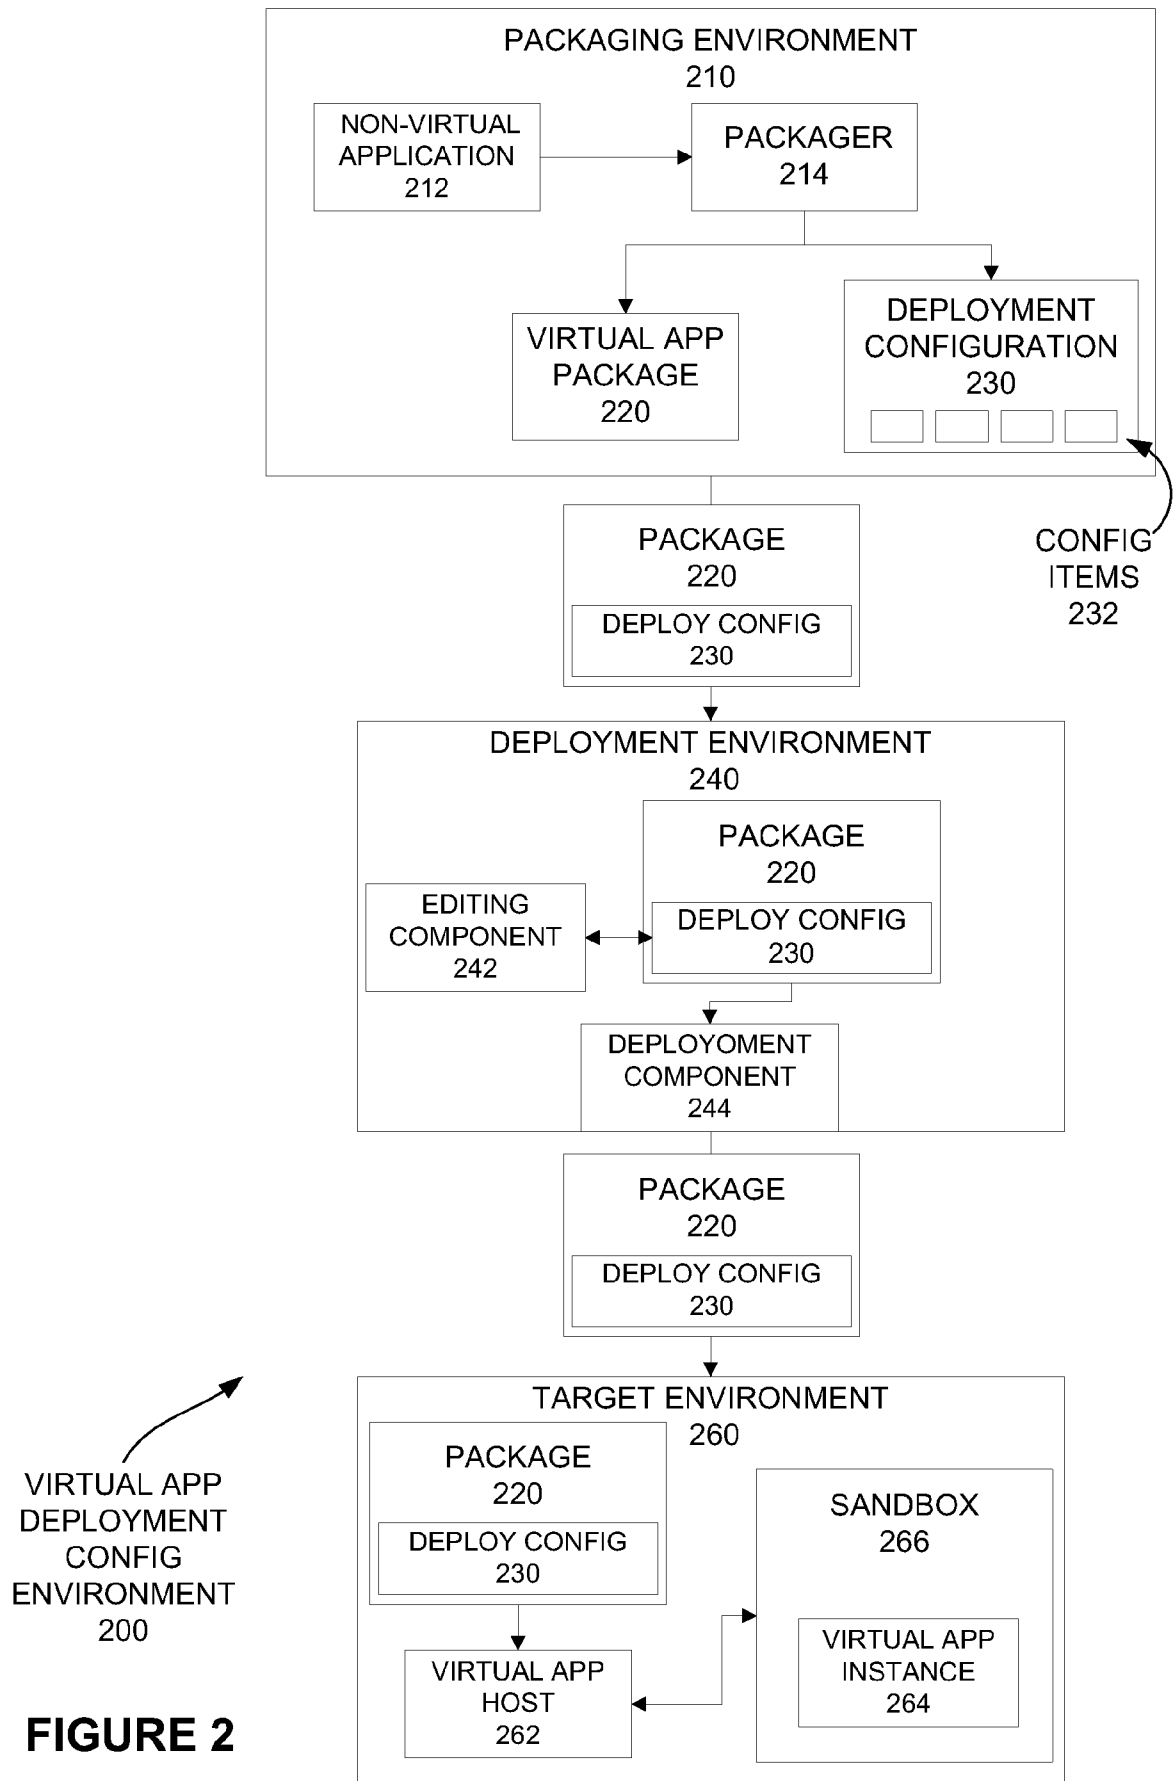 PACKAGING ENVIRONMENT
210
NON-VIRTUAL
APPLICATION
212
PACKAGER
214
VIRTUAL APP
PACKAGE
220
DEPLOYMENT
CONFIGURATION
230
CONFIG
ITEMS
232
PACKAGE
220
DEPLOY CONFIG
230
DEPLOYMENT ENVIRONMENT
240
PACKAGE
220
DEPLOY CONFIG
230
EDITING
COMPONENT
242
DEPLOYOMENT
COMPONENT
244
PACKAGE
220
DEPLOY CONFIG
230
TARGET ENVIRONMENT
260
PACKAGE
220
DEPLOY CONFIG
230
VIRTUAL APP
HOST
262
SANDBOX
266
VIRTUAL APP
INSTANCE
264
VIRTUAL APP
DEPLOYMENT
CONFIG
ENVIRONMENT
200
FIGURE 2